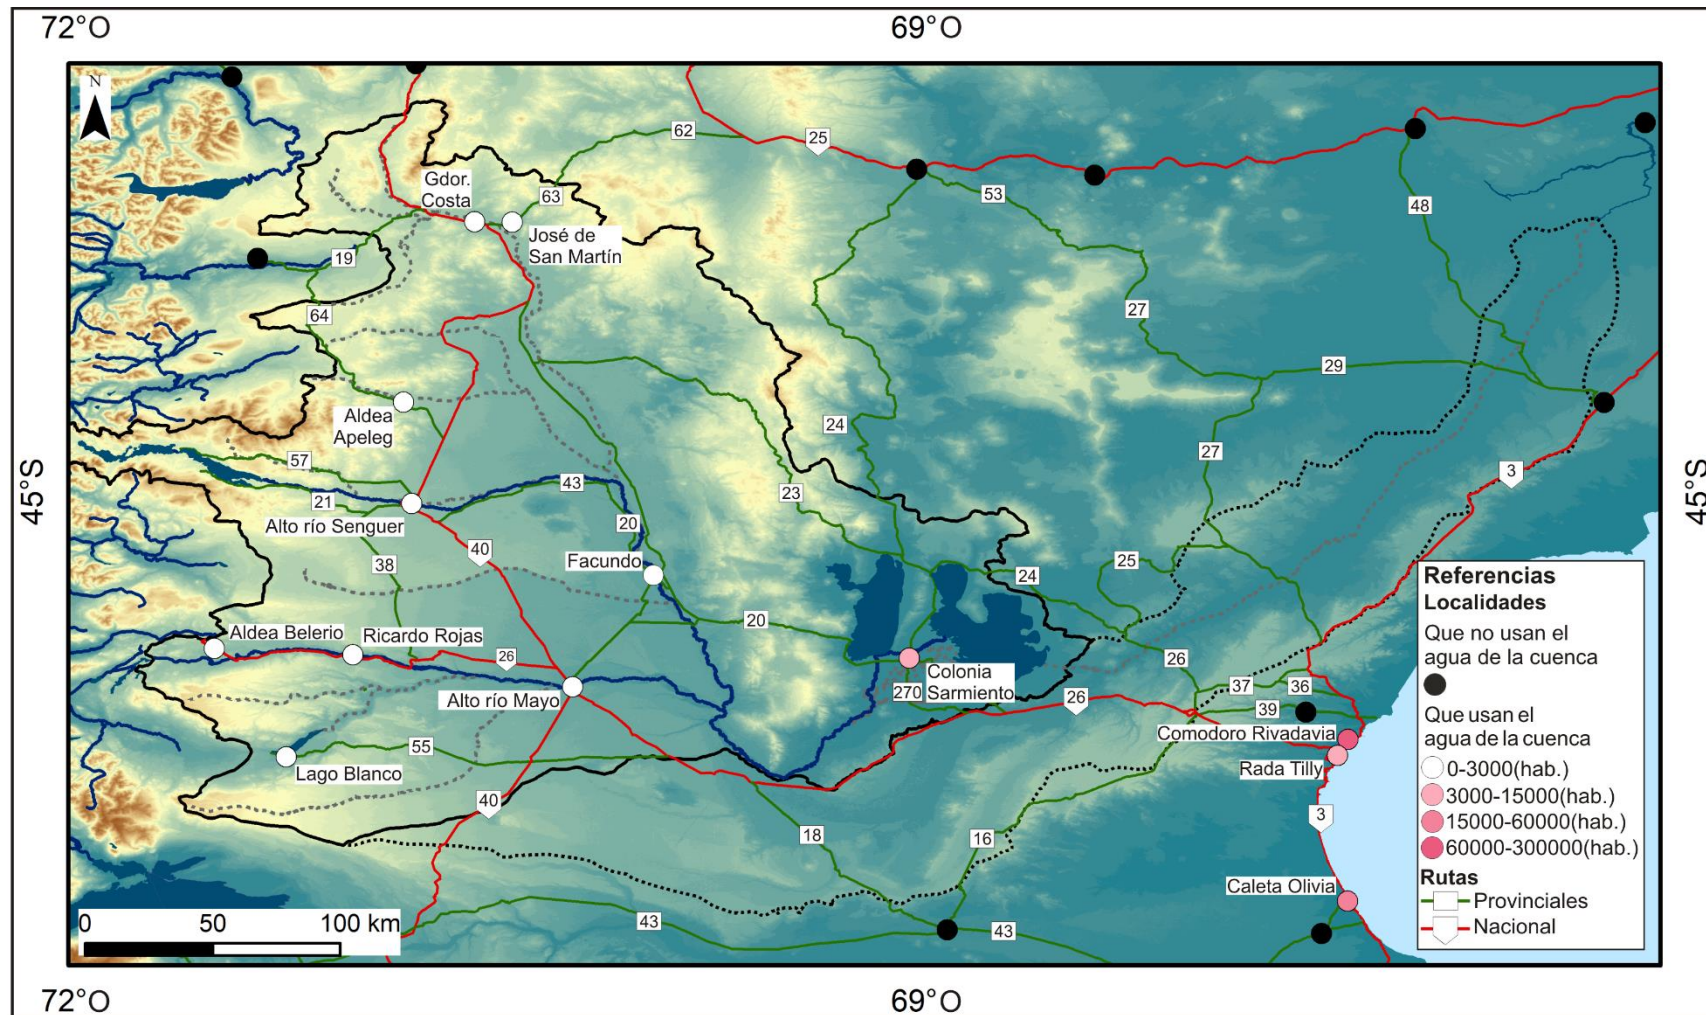 72°O
69°O
N
62
25
Gdor.
Costa
63
53
48
José de
San Martín
19
64
27
29
Aldea
Apeleg
24
57
27
3
45°S
45°S
43
23
21
20
Alto río Senguer
40
38
Facundo
25
24
Referencias
Localidades
Que no usan el
agua de la cuenca
Que usan el
agua de la cuenca
0-3000(hab.)
3000-15000(hab.)
15000-60000(hab.)
60000-300000(hab.)
Rutas
Provinciales
Nacional
20
Aldea Belerio
Ricardo Rojas
26
26
Colonia
Sarmiento
270
37
36
Alto río Mayo
26
39
Comodoro Rivadavia
55
Lago Blanco
Rada Tilly
40
18
16
3
Caleta Olivia
43
43
0
50
100 km
72°O
69°O